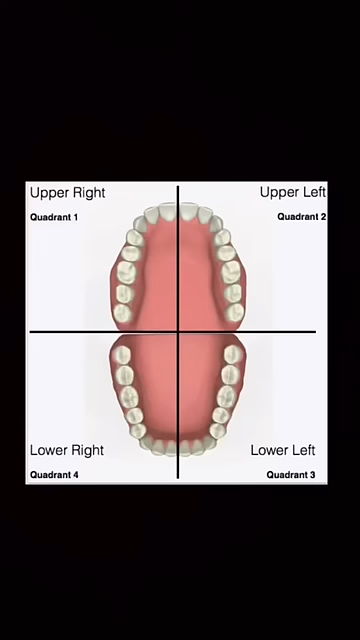 Upper Right
Upper Left
Quadrant 1
Quadrant 2
Lower Right
Lower Left
Quadrant 4
Quadrant 3